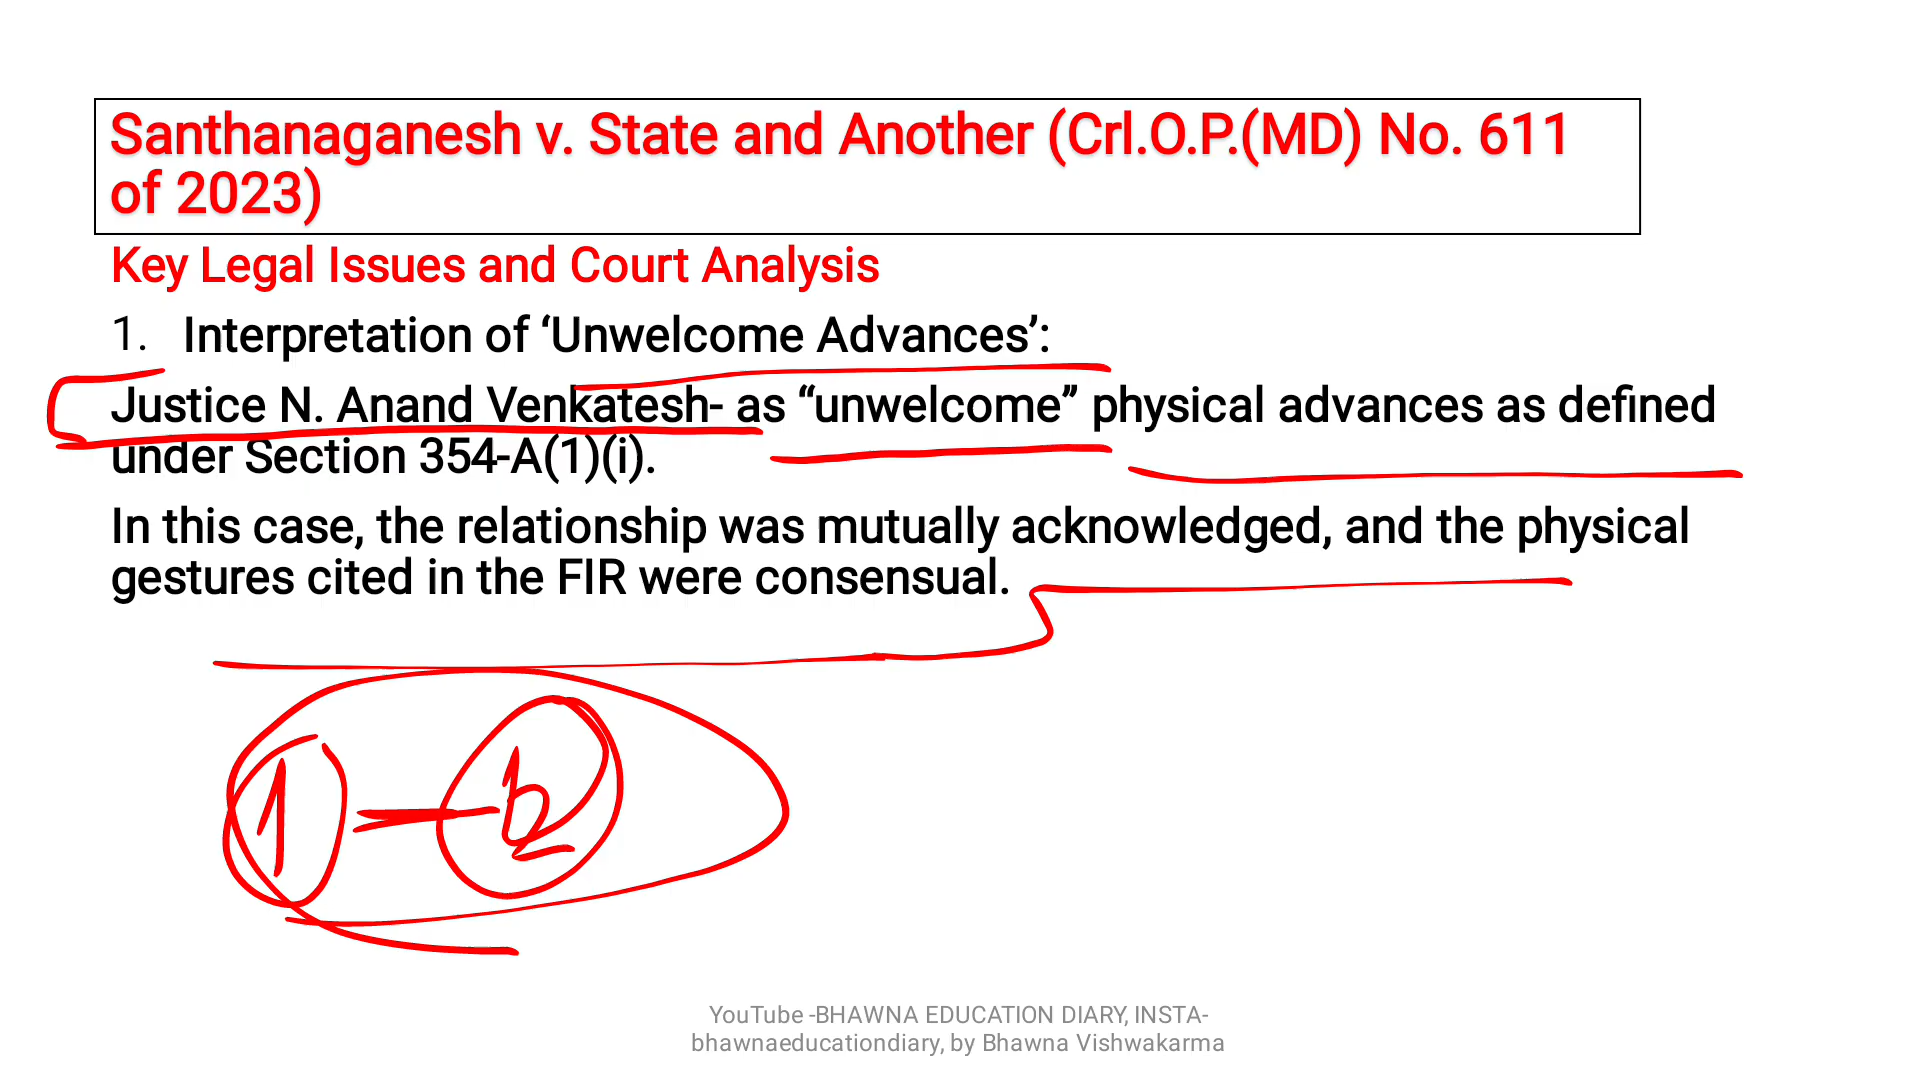 Santhanaganesh v. State and Another (Crl.O.P.(MD) No. 611
of 2023)
Key Legal Issues and Court Analysis
1. Interpretation of ‘Unwelcome Advances’:
Justice N. Anand Venkatesh- as “unwelcome” physical advances as defined
under Section 354-A(1)(i).
In this case, the relationship was mutually acknowledged, and the physical
gestures cited in the FIR were consensual.
1 - b
YouTube -BHAWNA EDUCATION DIARY, INSTA-
bhawnaeducationdiary, by Bhawna Vishwakarma